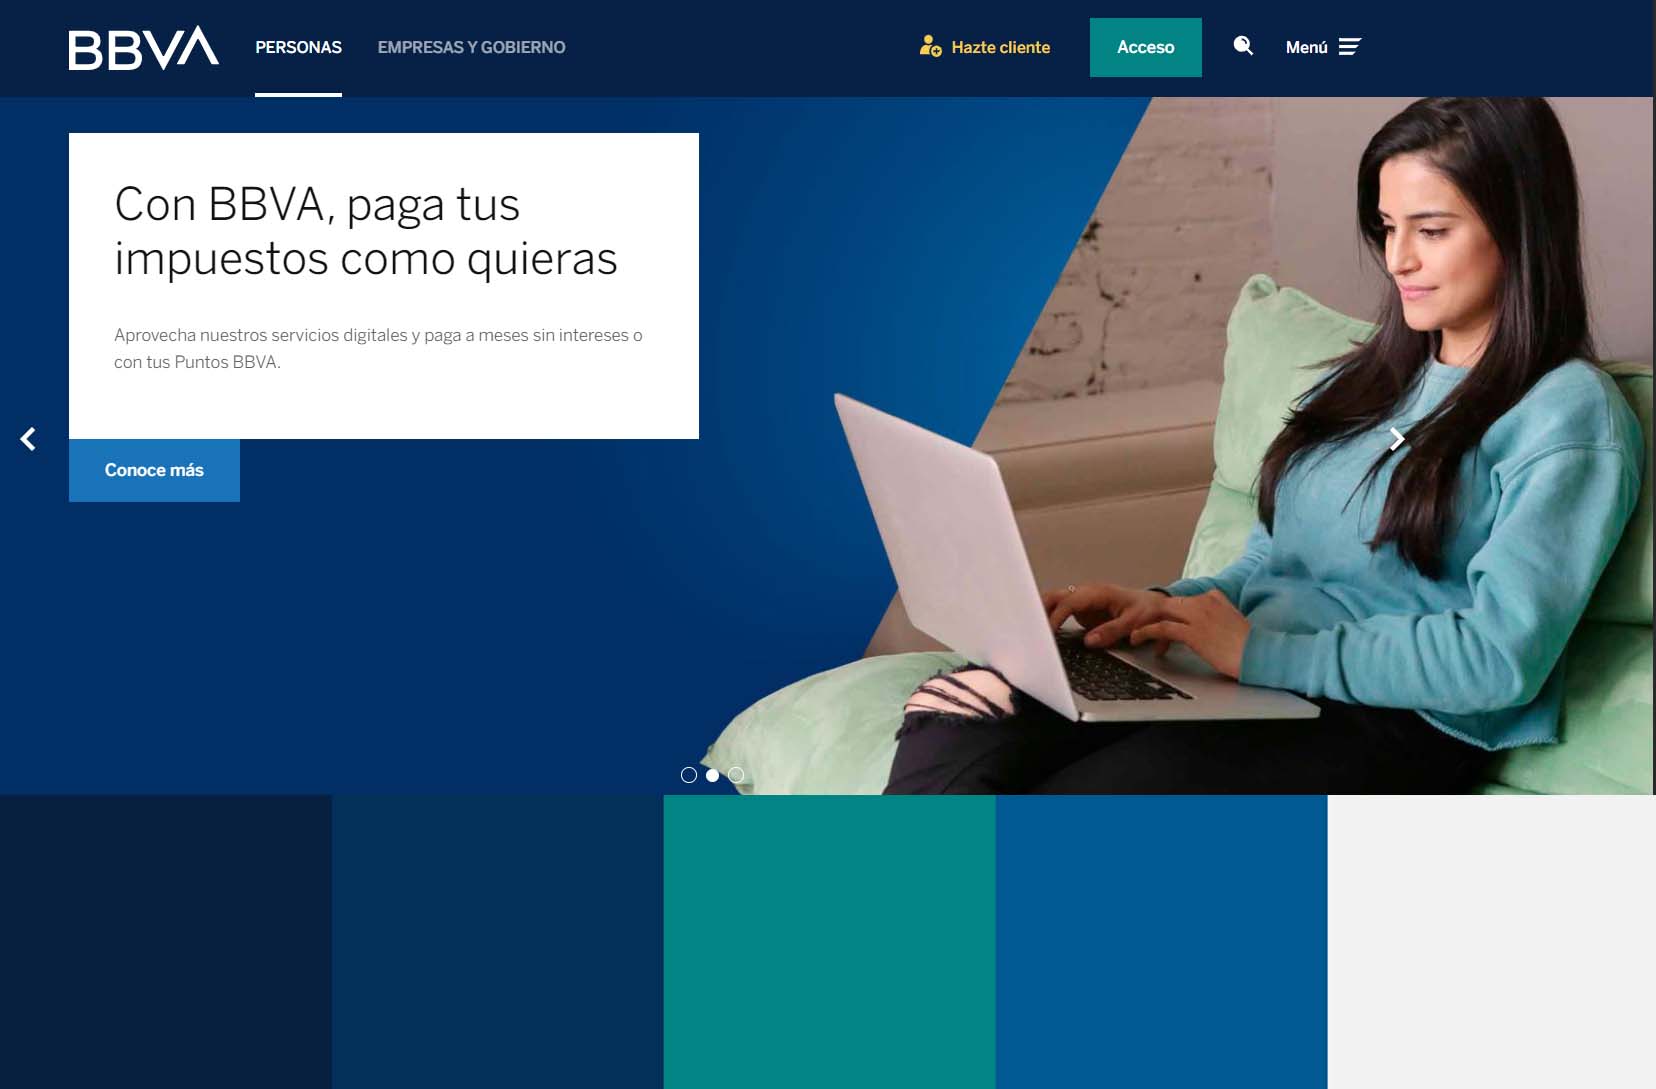 BBVA
PERSONAS
EMPRESAS Y GOBIERNO
Hazte cliente
Acceso
Menú
Con BBVA, paga tus
impuestos como quieras
Aprovecha nuestros servicios digitales y paga a meses sin intereses o
con tus Puntos BBVA.
Conoce más